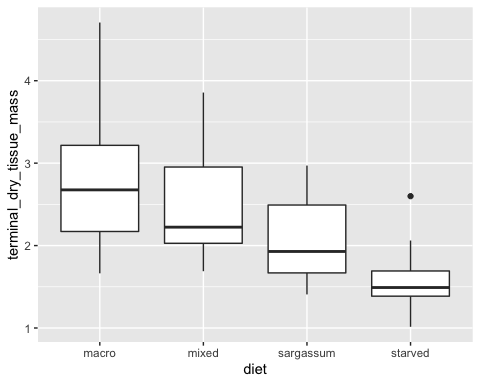 terminal_dry_tissue_mass
4
3
2
1
macro mixed sargassum starved
diet